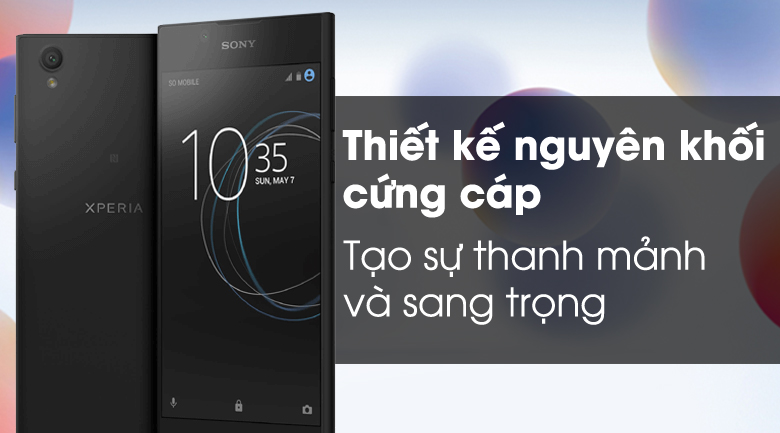 SONY
SO MOBILE
10 35
SUN, MAY 7
XPERIA
Thiết kế nguyên khối
cứng cáp
Tạo sự thanh mảnh
và sang trọng